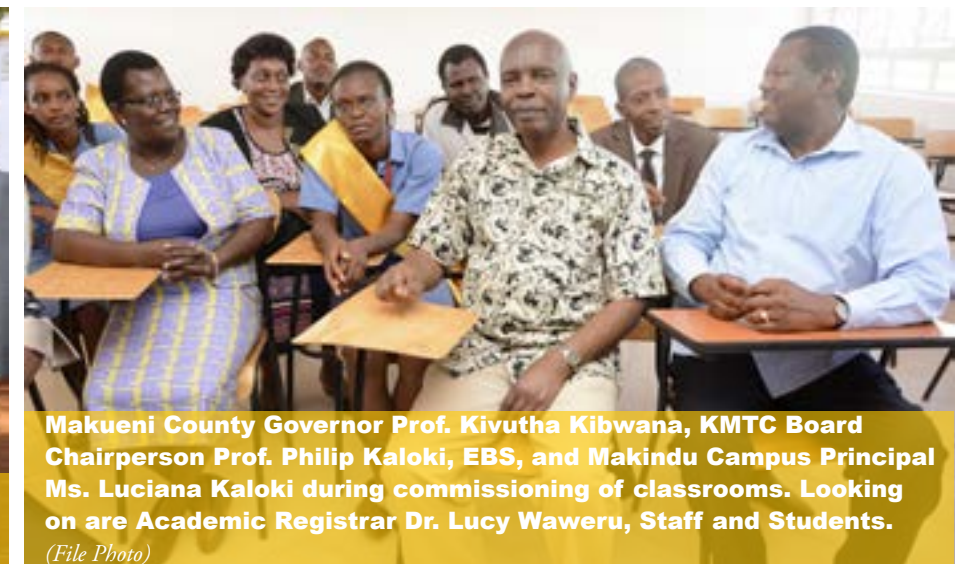 Makueni County Governor Prof. Kivutha Kibwana, KMTC Board
Chairperson Prof. Philip Kaloki, EBS, and Makindu Campus Principal
Ms. Luciana Kaloki during commissioning of classrooms. Looking
on are Academic Registrar Dr. Lucy Waweru, Staff and Students.
(File Photo)